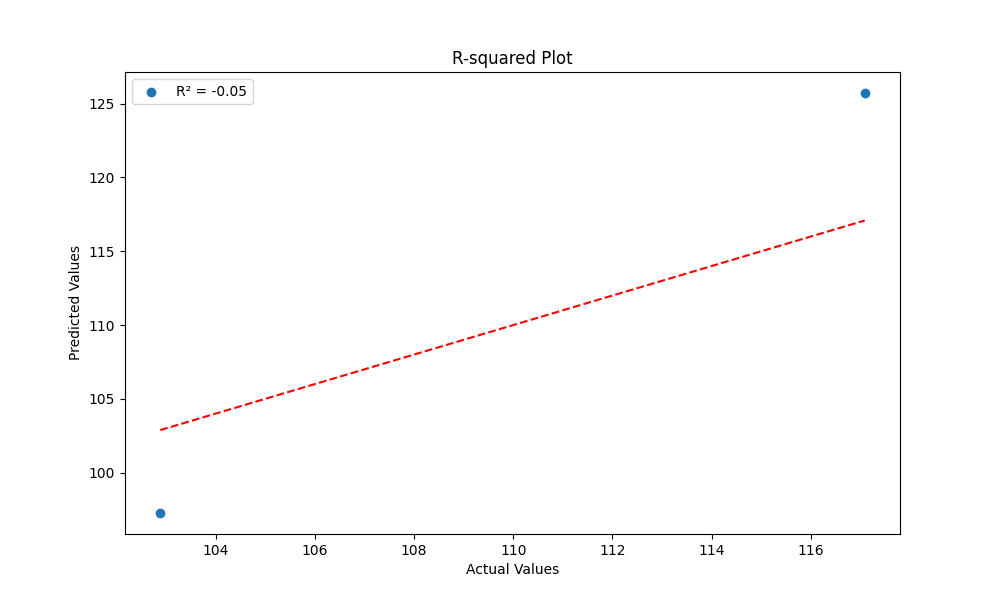 R-squared Plot
R² = -0.05
125
120
115
110
105
100
Predicted Values
104 106 108 110 112 114 116
Actual Values